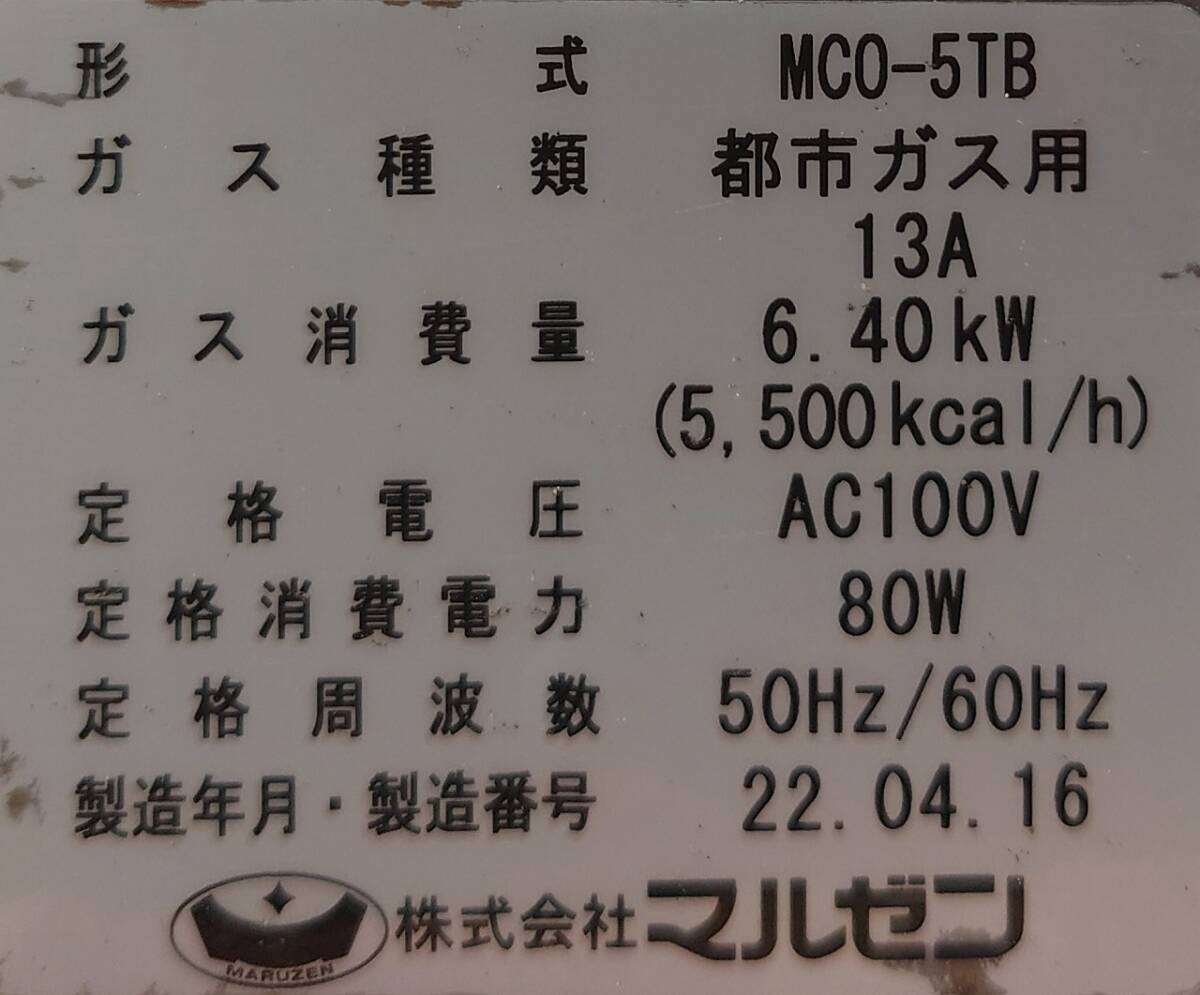 形式 MCO-5TB
ガス種類 都市ガス用
13A
ガス消費量 6.40kW
(5,500kcal/h)
定格電圧 AC100V
定格消費電力 80W
定格周波数 50Hz/60Hz
製造年月・製造番号 22.04.16
MARUZEN 株式会社マルゼン